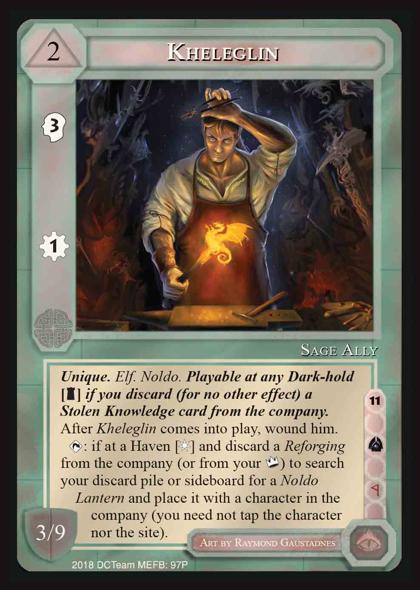 2
KHELEGLIN
3
1
SAGE ALLY
Unique. Elf. Noldo. Playable at any Dark-hold
[] if you discard (for no other effect) a
Stolen Knowledge card from the company.
11
After Kheleglin comes into play, wound him.
: if at a Haven [] and discard a Reforging
from the company (or from your ) to search
your discard pile or sideboard for a Noldo
Lantern and place it with a character in the
company (you need not tap the character
nor the site).
3/9
ART BY RAYMOND GAUSTADNES
2018 DCTeam MEFB: 97P